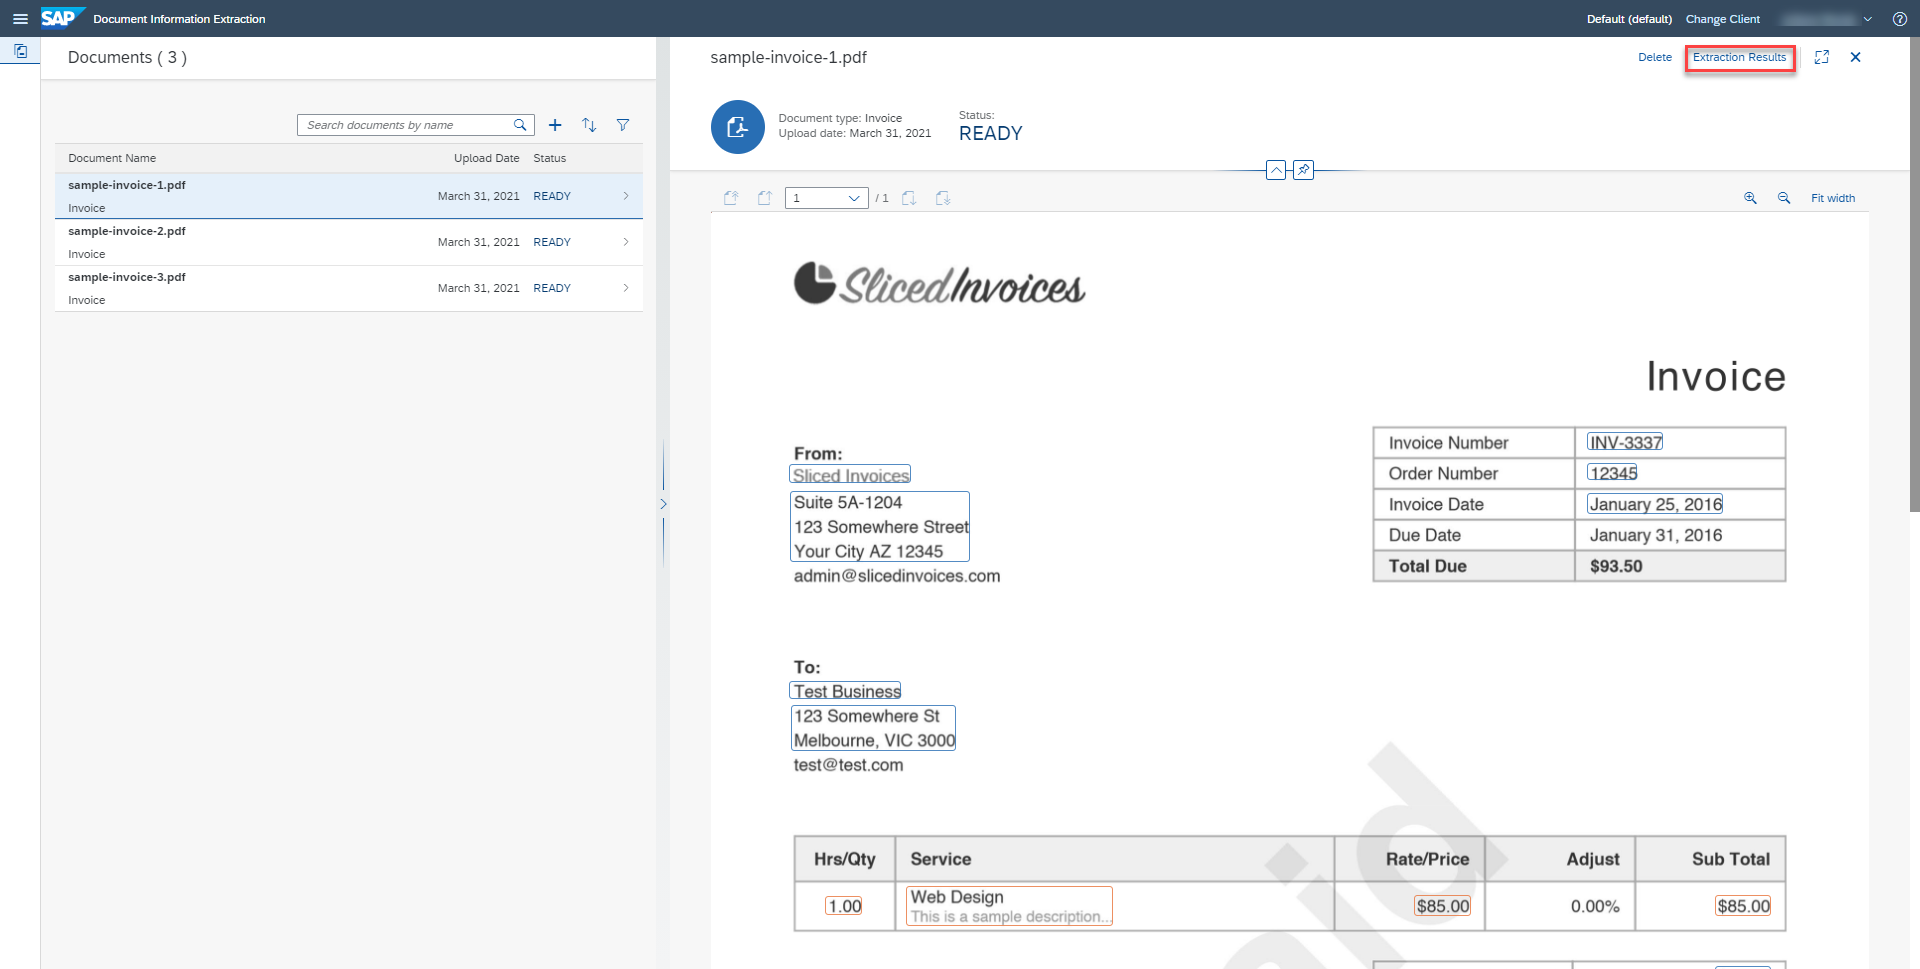 SAP
Document Information Extraction
Default (default)
Change Client
Documents ( 3 )
Search documents by name
Document Name
Upload Date
Status
sample-invoice-1.pdf
Invoice
March 31, 2021
READY
sample-invoice-2.pdf
Invoice
March 31, 2021
READY
sample-invoice-3.pdf
Invoice
March 31, 2021
READY
sample-invoice-1.pdf
Delete
Extraction Results
Document type: Invoice
Upload date: March 31, 2021
Status:
READY
1
/ 1
Fit width
Sliced Invoices
Invoice
Invoice Number INV-3337
Order Number 12345
Invoice Date January 25, 2016
Due Date January 31, 2016
Total Due $93.50
From:
Sliced Invoices
Suite 5A-1204
123 Somewhere Street
Your City AZ 12345
admin@slicedinvoices.com
To:
Test Business
123 Somewhere St
Melbourne, VIC 3000
test@test.com
Hrs/Qty Service Rate/Price Adjust Sub Total
1.00 Web Design $85.00 0.00% $85.00
This is a sample description...